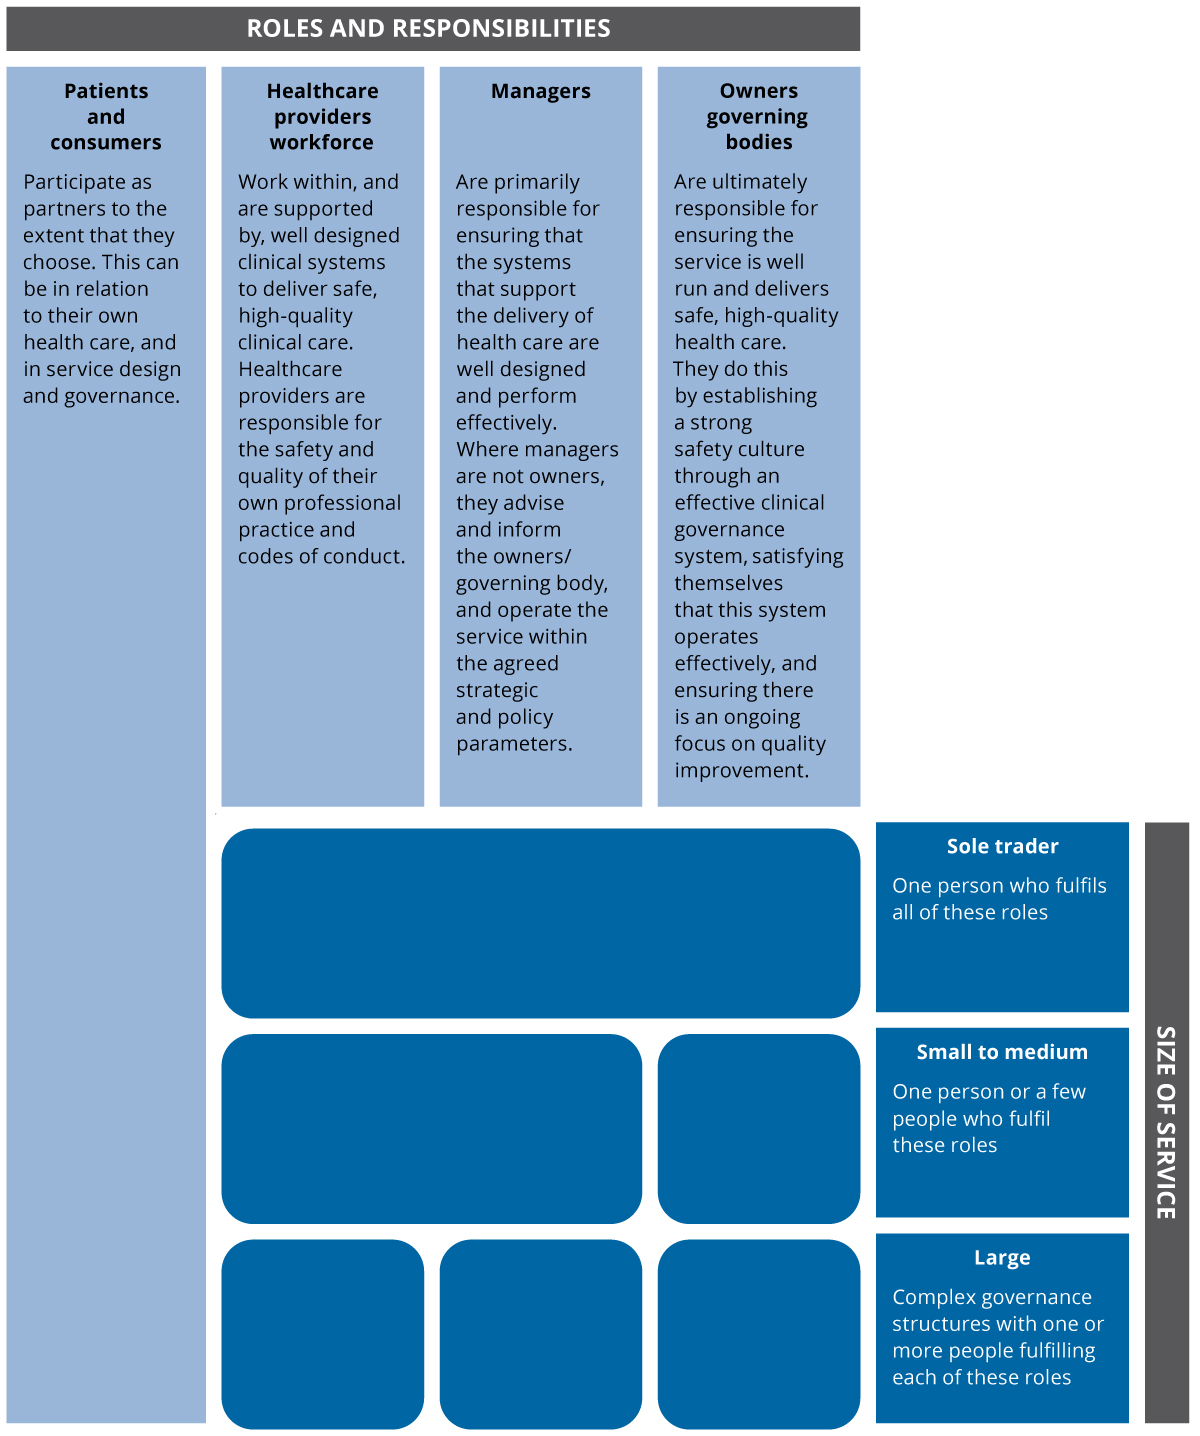 ROLES AND RESPONSIBILITIES
Patients
and
consumers
Participate as
partners to the
extent that they
choose. This can
be in relation
to their own
health care, and
in service design
and governance.
Healthcare
providers
workforce
Work within, and
are supported
by, well designed
clinical systems
to deliver safe,
high-quality
clinical care.
Healthcare
providers are
responsible for
the safety and
quality of their
own professional
practice and
codes of conduct.
Managers
Are primarily
responsible for
ensuring that
the systems
that support
the delivery of
health care are
well designed
and perform
effectively.
Where managers
are not owners,
they advise
and inform
the owners/
governing body,
and operate the
service within
the agreed
strategic
and policy
parameters.
Owners
governing
bodies
Are ultimately
responsible for
ensuring the
service is well
run and delivers
safe, high-quality
health care.
They do this
by establishing
a strong
safety culture
through an
effective clinical
governance
system, satisfying
themselves
that this system
operates
effectively, and
ensuring there
is an ongoing
focus on quality
improvement.
Sole trader
One person who fulfils
all of these roles
Small to medium
One person or a few
people who fulfil
these roles
Large
Complex governance
structures with one or
more people fulfilling
each of these roles
SIZE OF SERVICE